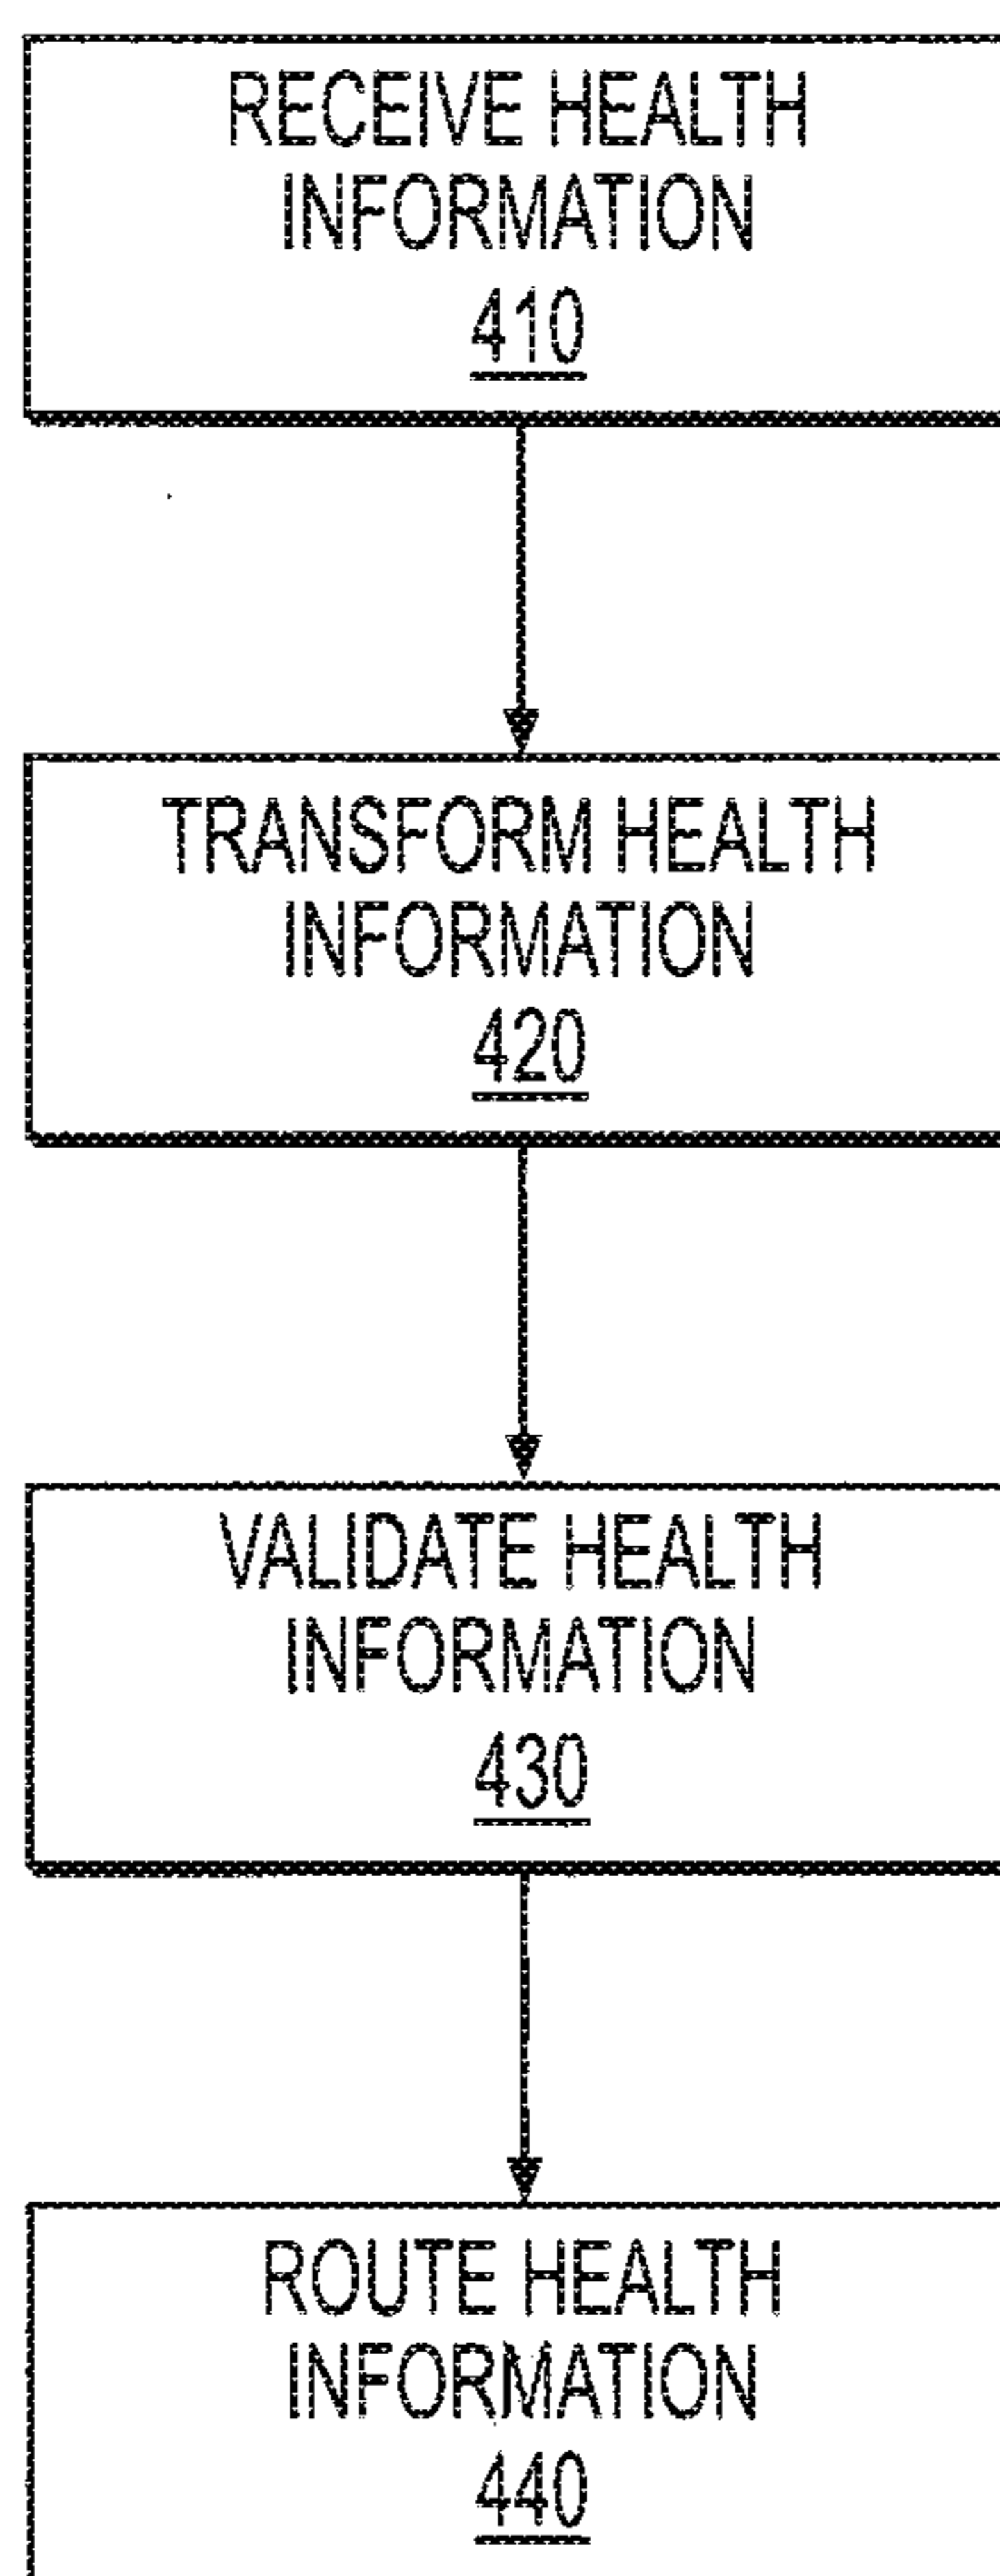 RECEIVE HEALTH
INFORMATION
410
TRANSFORM HEALTH
INFORMATION
420
VALIDATE HEALTH
INFORMATION
430
ROUTE HEALTH
INFORMATION
440